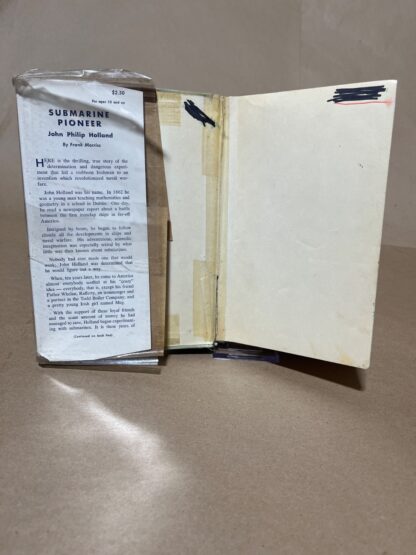 $2.50
For ages 12 and up
SUBMARINE
PIONEER
John Philip Holland
By Frank Morriss
HERE is the thrilling, true story of the
determination and dangerous experi-
ment that led a stubborn Irishman to an
invention which revolutionized naval war-
fare.
John Holland was his name. In 1862 he
was a young man teaching mathematics and
geometry in a school in Dublin. One day,
he read a newspaper report about a battle
between the first ironclad ships in far-off
America.
Intrigued by boats, he began to follow
closely all the developments in ships and
naval warfare. His adventurous, scientific
imagination was especially seized by what
little was then known about submarines.
Nobody had ever made one that would
work. John Holland was determined that
he would figure out a way.
When, ten years later, he came to America
almost everybody scoffed at his "crazy"
idea — everybody, that is, except his friend
Father Whelan, Rafferty, an ironmonger and
a partner in the Todd Boiler Company, and
a pretty young Irish girl named Meg.
With the support of these loyal friends
and the scant amount of money he had
managed to save, Holland began experiment-
ing with submarines. It is these years of
(Continued on back flap)